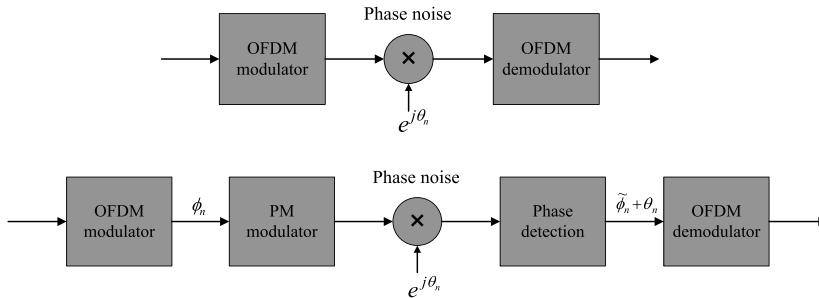 Phase noise
OFDM
modulator
×
OFDM
demodulator
e^{jθ_n}
Phase noise
OFDM
modulator
ϕ_n
PM
modulator
×
Phase
detection
ϕ̃_n+θ_n
OFDM
demodulator
e^{jθ_n}